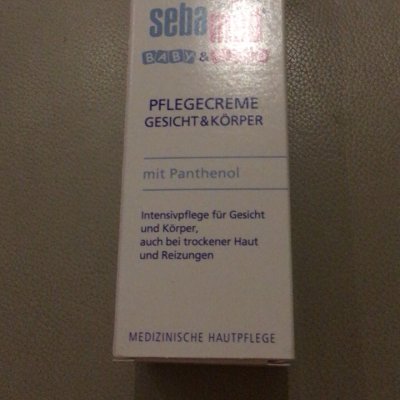 sebamed
BABY &
PFLEGECREME
GESICHT&KÖRPER
mit Panthenol
Intensivpflege für Gesicht
und Körper,
auch bei trockener Haut
und Reizungen
MEDIZINISCHE HAUTPFLEGE